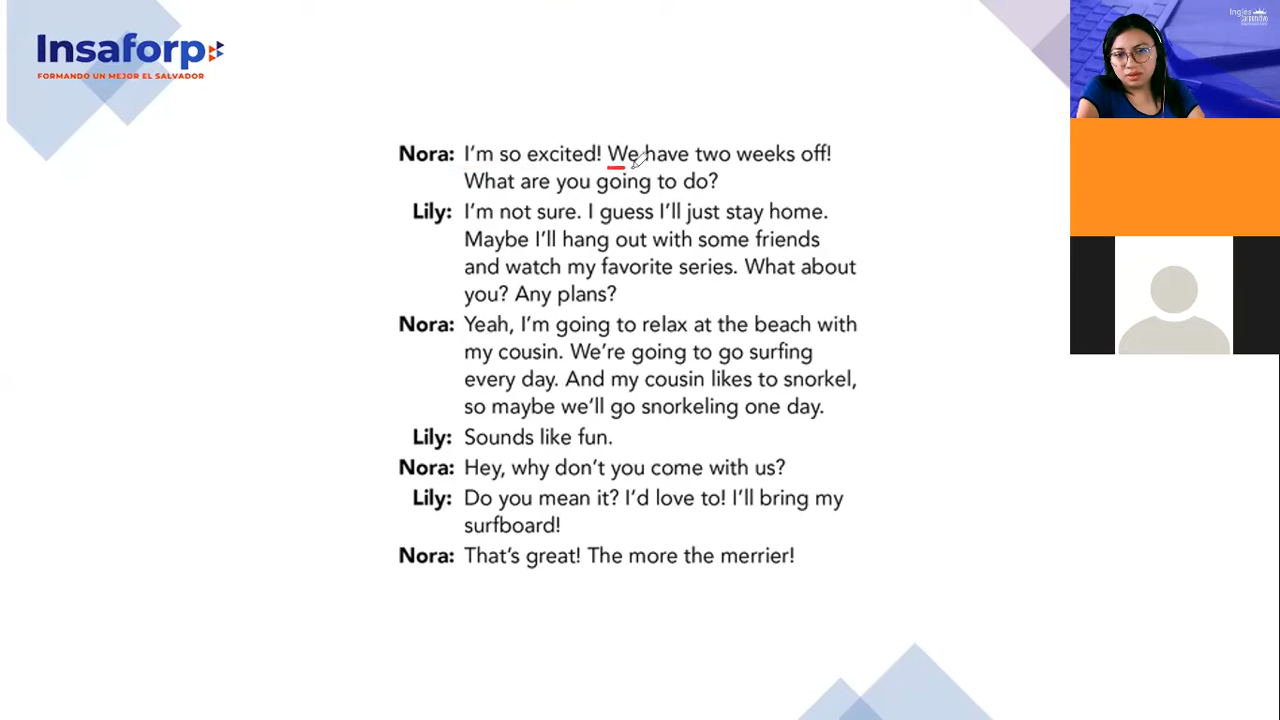 Insaforp
FORMANDO UN MEJOR EL SALVADOR
Inglés
Nora: I'm so excited! We have two weeks off!
What are you going to do?
Lily: I'm not sure. I guess I'll just stay home.
Maybe I'll hang out with some friends
and watch my favorite series. What about
you? Any plans?
Nora: Yeah, I'm going to relax at the beach with
my cousin. We're going to go surfing
every day. And my cousin likes to snorkel,
so maybe we'll go snorkeling one day.
Lily: Sounds like fun.
Nora: Hey, why don't you come with us?
Lily: Do you mean it? I'd love to! I'll bring my
surfboard!
Nora: That's great! The more the merrier!